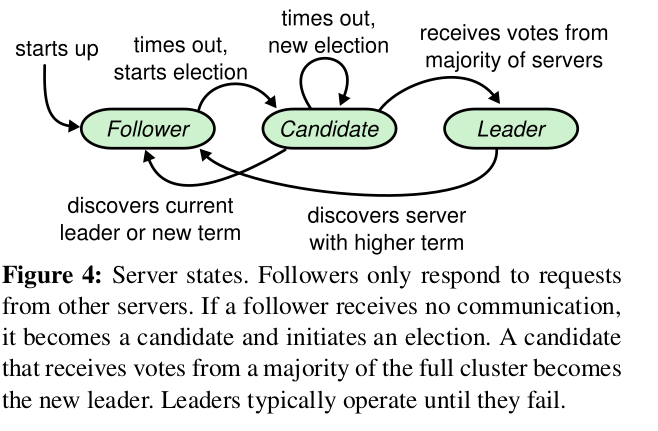 starts up
times out,
starts election
times out,
new election
receives votes from
majority of servers
Follower
Candidate
Leader
discovers current
leader or new term
discovers server
with higher term
Figure 4: Server states. Followers only respond to requests
from other servers. If a follower receives no communication,
it becomes a candidate and initiates an election. A candidate
that receives votes from a majority of the full cluster becomes
the new leader. Leaders typically operate until they fail.